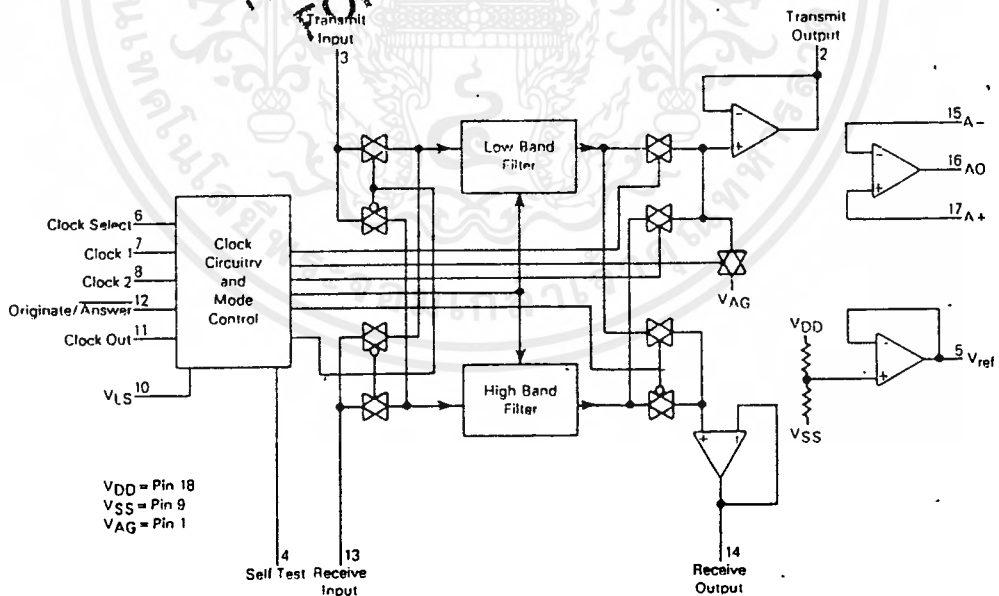 Transmit
Input
3
Transmit
Output
2
15 A-
16 AO
17 A+
Low Band
Filter
Clock Select 6
Clock 1 7
Clock 2 8
Originate/Answer 12
Clock Out 11
VLS 10
Clock
Circuitry
and
Mode
Control
VAG
VDD
VSS
5 Vref
High Band
Filter
VDD = Pin 18
VSS = Pin 9
VAG = Pin 1
4
Self Test
13
Receive
Input
14
Receive
Output